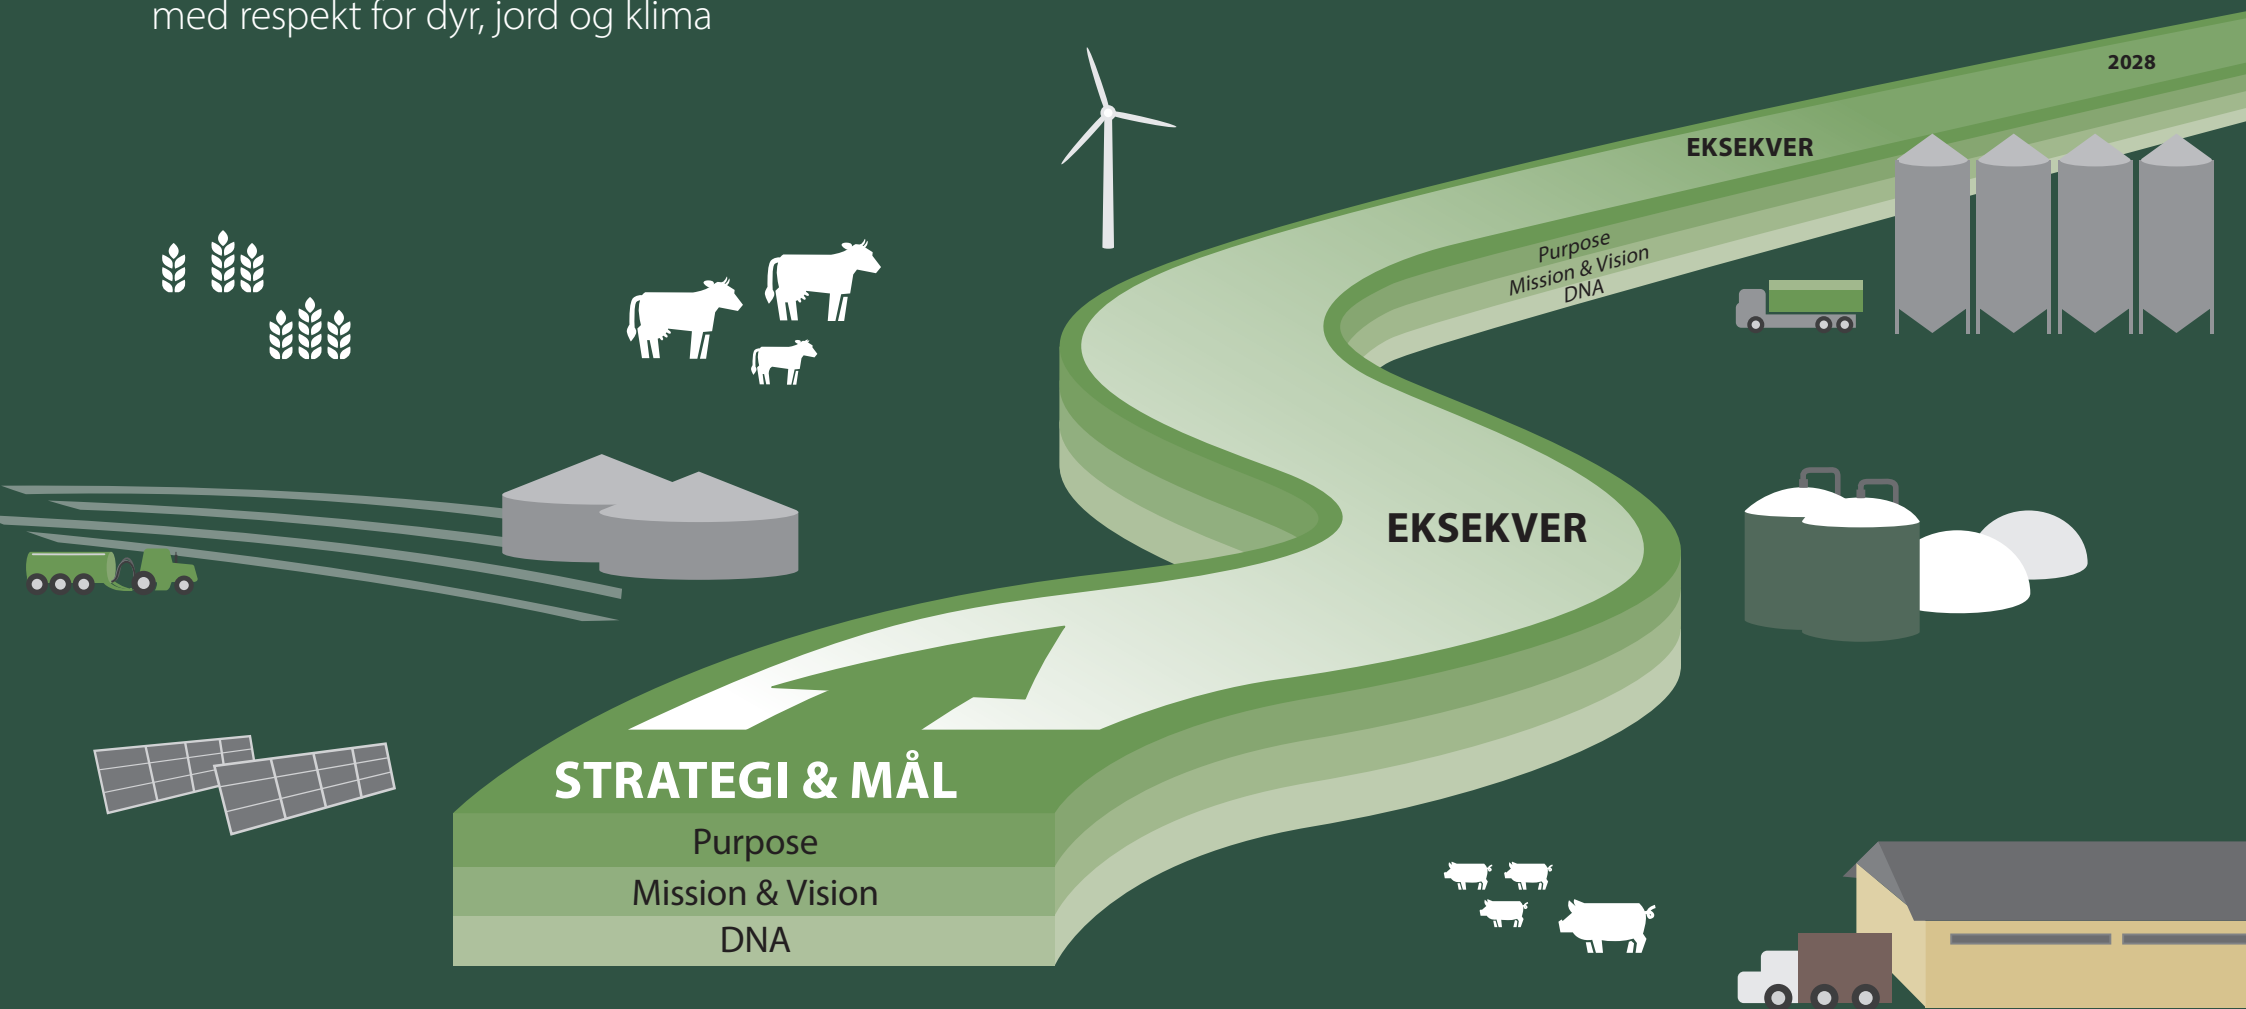 med respekt for dyr, jord og klima
2028
EKSEKVER
Purpose
Mission & Vision
DNA
EKSEKVER
STRATEGI & MÅL
Purpose
Mission & Vision
DNA